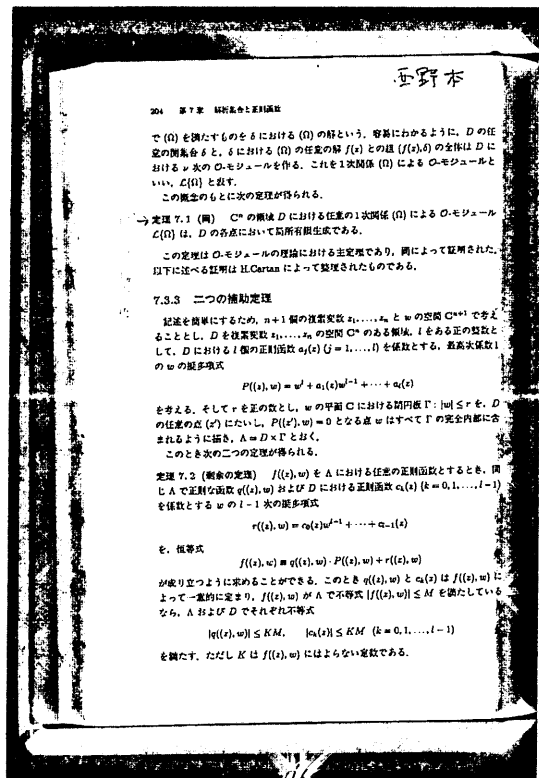 西野本
204 第7章 解析集合と正則函数
で (Ω) を満たすものを δ における (Ω) の解という．容易にわかるように，D の任
意の開集合 δ と，δ における (Ω) の任意の解 f(z) との組 (f(z),δ) の全体は D に
おける ν 次の O-モジュールを作る．これを1次関係 (Ω) による O-モジュールと
いい，L{Ω} と表す．
この概念のもとに次の定理が得られる．
→ 定理 7.1 (岡) Cⁿ の領域 D における任意の1次関係 (Ω) による O-モジュール
L{Ω} は，D の各点において局所有限生成である．
この定理は O-モジュールの理論における主定理であり，岡によって証明された．
以下に述べる証明は H.Cartan によって整理されたものである．
7.3.3 二つの補助定理
記述を簡単にするため，n+1 個の複素変数 z₁,...,zₙ と w の空間 Cⁿ⁺¹ で考え
ることとし，D を複素変数 z₁,...,zₙ の空間 Cⁿ のある領域，l をある正の整数と
して，D における l 個の正則函数 aⱼ(z) (j = 1,...,l) を係数とする，最高次係数1
の w の擬多項式
P((z),w) = wˡ + a₁(z)wˡ⁻¹ + ··· + aₗ(z)
を考える．そして r を正の数とし，w の平面 C における閉円板 Γ : |w| ≤ r を，D
の任意の点 (z′) にたいし，P((z′),w) = 0 となる点 w はすべて Γ の完全内部に含
まれるように描き，Λ = D × Γ とおく．
このとき次の二つの定理が得られる．
定理 7.2 (剰余の定理) f((z),w) を Λ における任意の正則函数とするとき，同
じ Λ で正則な函数 q((z),w) および D における正則函数 cₖ(z) (k = 0,1,...,l−1)
を係数とする w の l−1 次の擬多項式
r((z),w) = c₀(z)wˡ⁻¹ + ··· + cₗ₋₁(z)
を，恒等式
f((z),w) ≡ q((z),w) · P((z),w) + r((z),w)
が成り立つように求めることができる．このとき q((z),w) と cₖ(z) は f((z),w) に
よって一意的に定まり，f((z),w) が Λ で不等式 |f((z),w)| ≤ M を満たしている
なら，Λ および D でそれぞれ不等式
|q((z),w)| ≤ KM, |cₖ(z)| ≤ KM (k = 0,1,...,l−1)
を満たす．ただし K は f((z),w) にはよらない定数である．